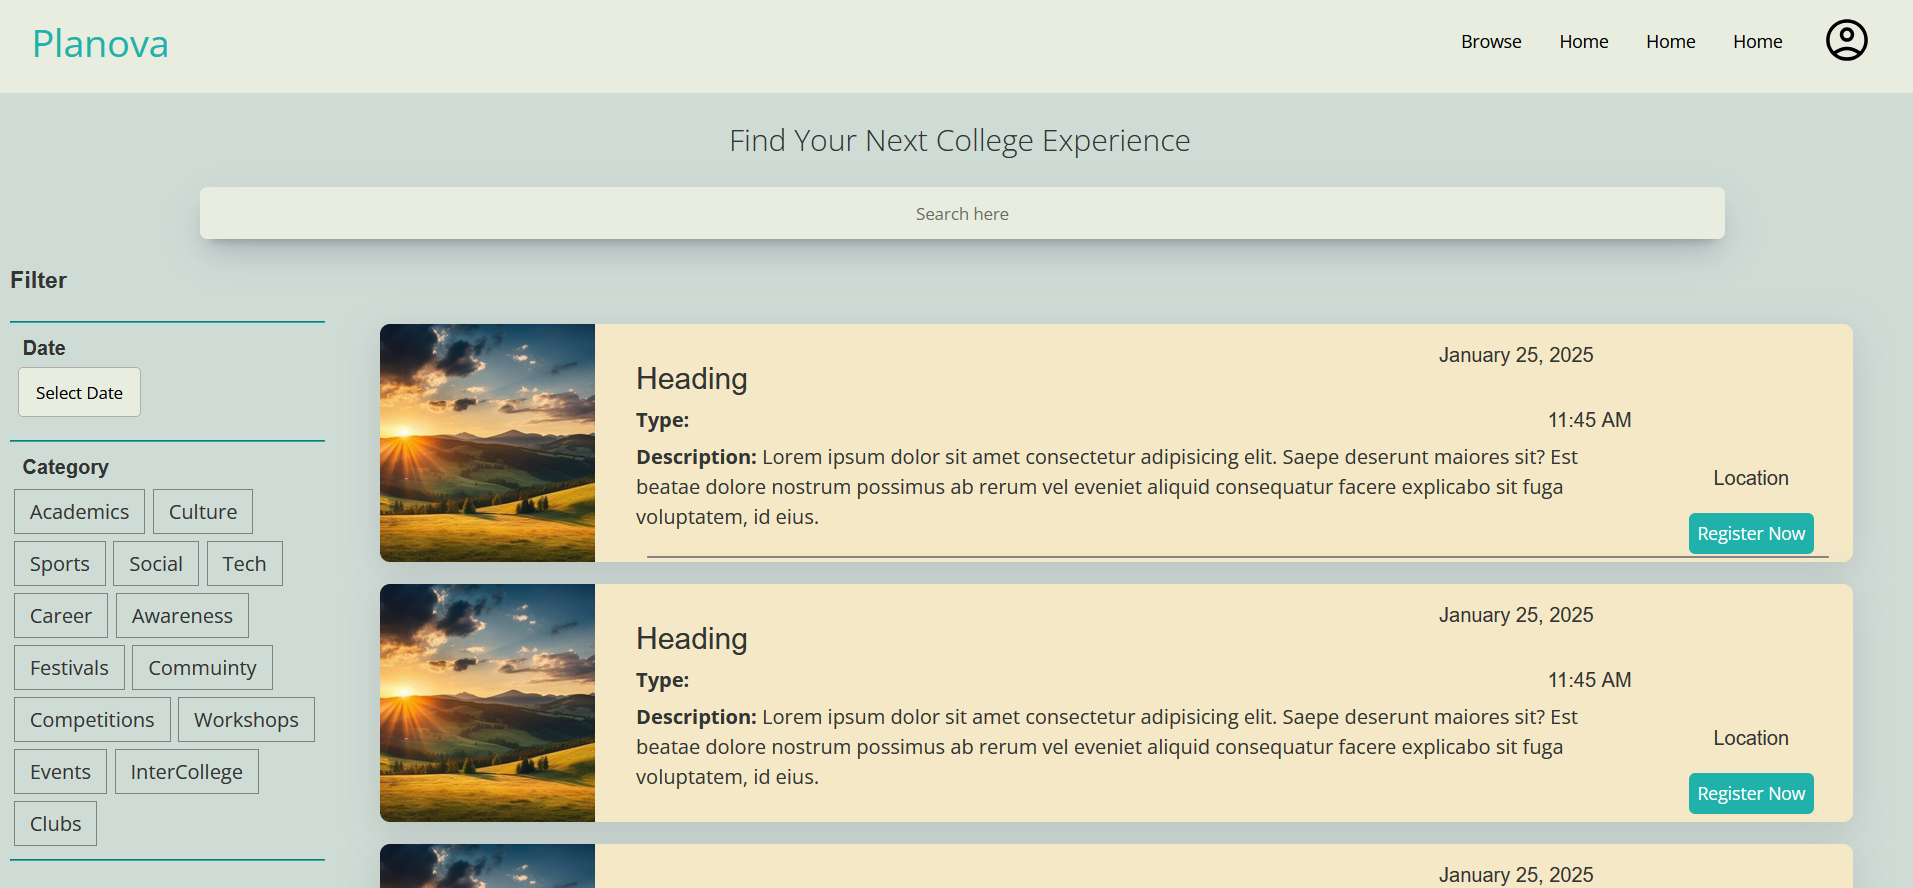 Planova
Browse Home Home Home
Find Your Next College Experience
Search here
Filter
Date
Select Date
Category
Academics Culture
Sports Social Tech
Career Awareness
Festivals Commuinty
Competitions Workshops
Events InterCollege
Clubs
January 25, 2025
Heading
Type:
11:45 AM
Description: Lorem ipsum dolor sit amet consectetur adipisicing elit. Saepe deserunt maiores sit? Est
beatae dolore nostrum possimus ab rerum vel eveniet aliquid consequatur facere explicabo sit fuga
voluptatem, id eius.
Location
Register Now
January 25, 2025
Heading
Type:
11:45 AM
Description: Lorem ipsum dolor sit amet consectetur adipisicing elit. Saepe deserunt maiores sit? Est
beatae dolore nostrum possimus ab rerum vel eveniet aliquid consequatur facere explicabo sit fuga
voluptatem, id eius.
Location
Register Now
January 25, 2025